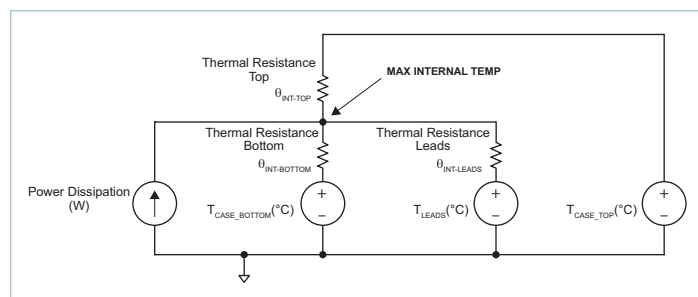 Thermal Resistance
Top
θINT-TOP
MAX INTERNAL TEMP
Thermal Resistance
Bottom
θINT-BOTTOM
Thermal Resistance
Leads
θINT-LEADS
Power Dissipation
(W)
+
TCASE_BOTTOM(°C)
–
+
TLEADS(°C)
–
+
TCASE_TOP(°C)
–